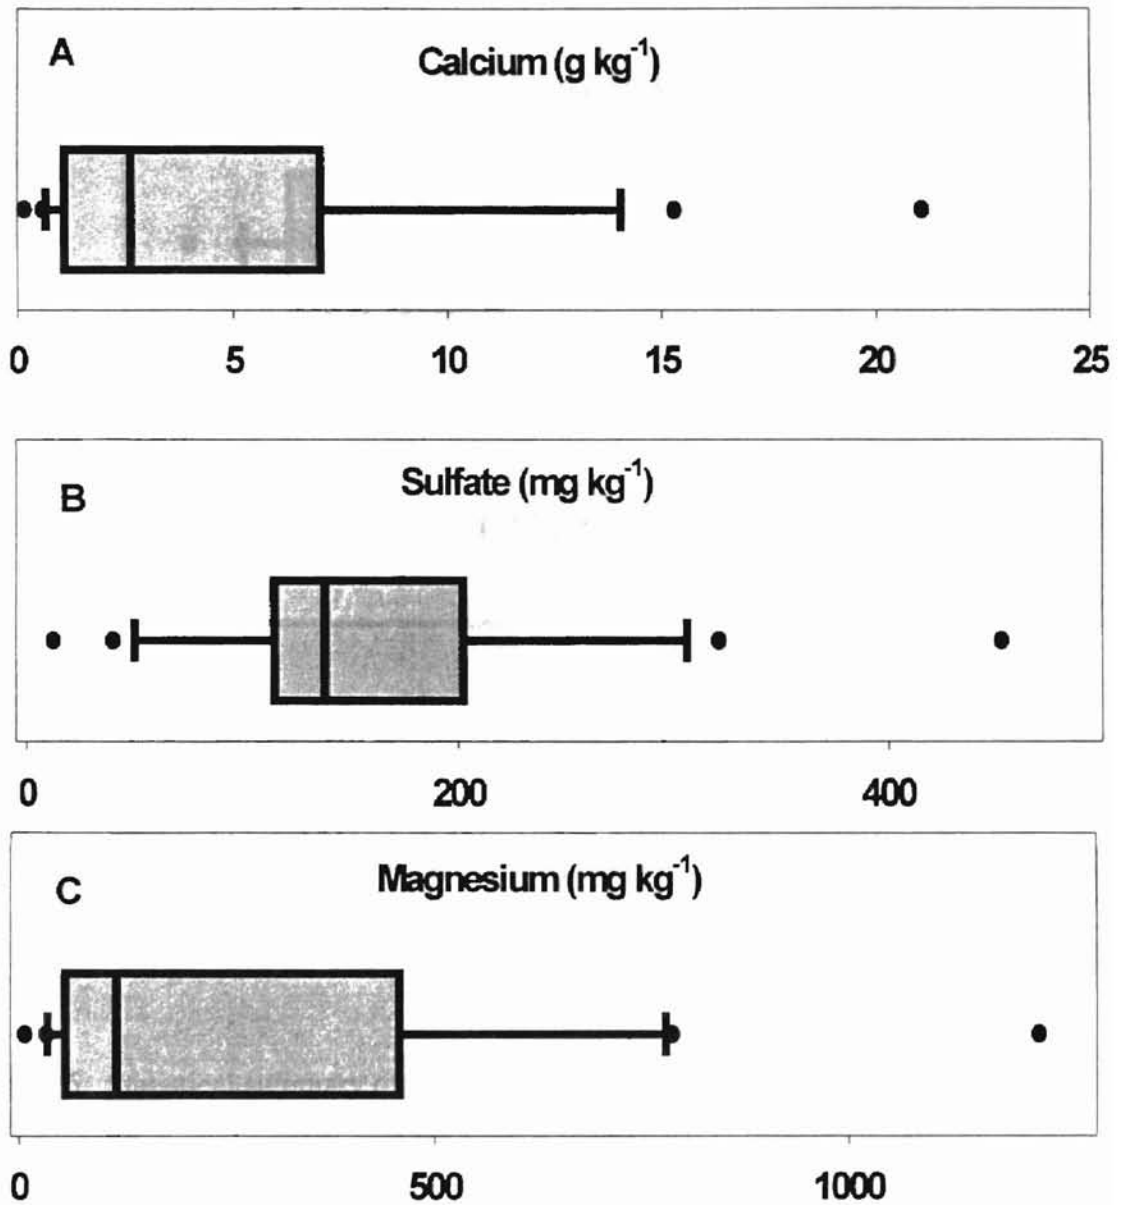 A
Calcium (g kg⁻¹)
0 5 10 15 20 25
B
Sulfate (mg kg⁻¹)
0 200 400
C
Magnesium (mg kg⁻¹)
0 500 1000